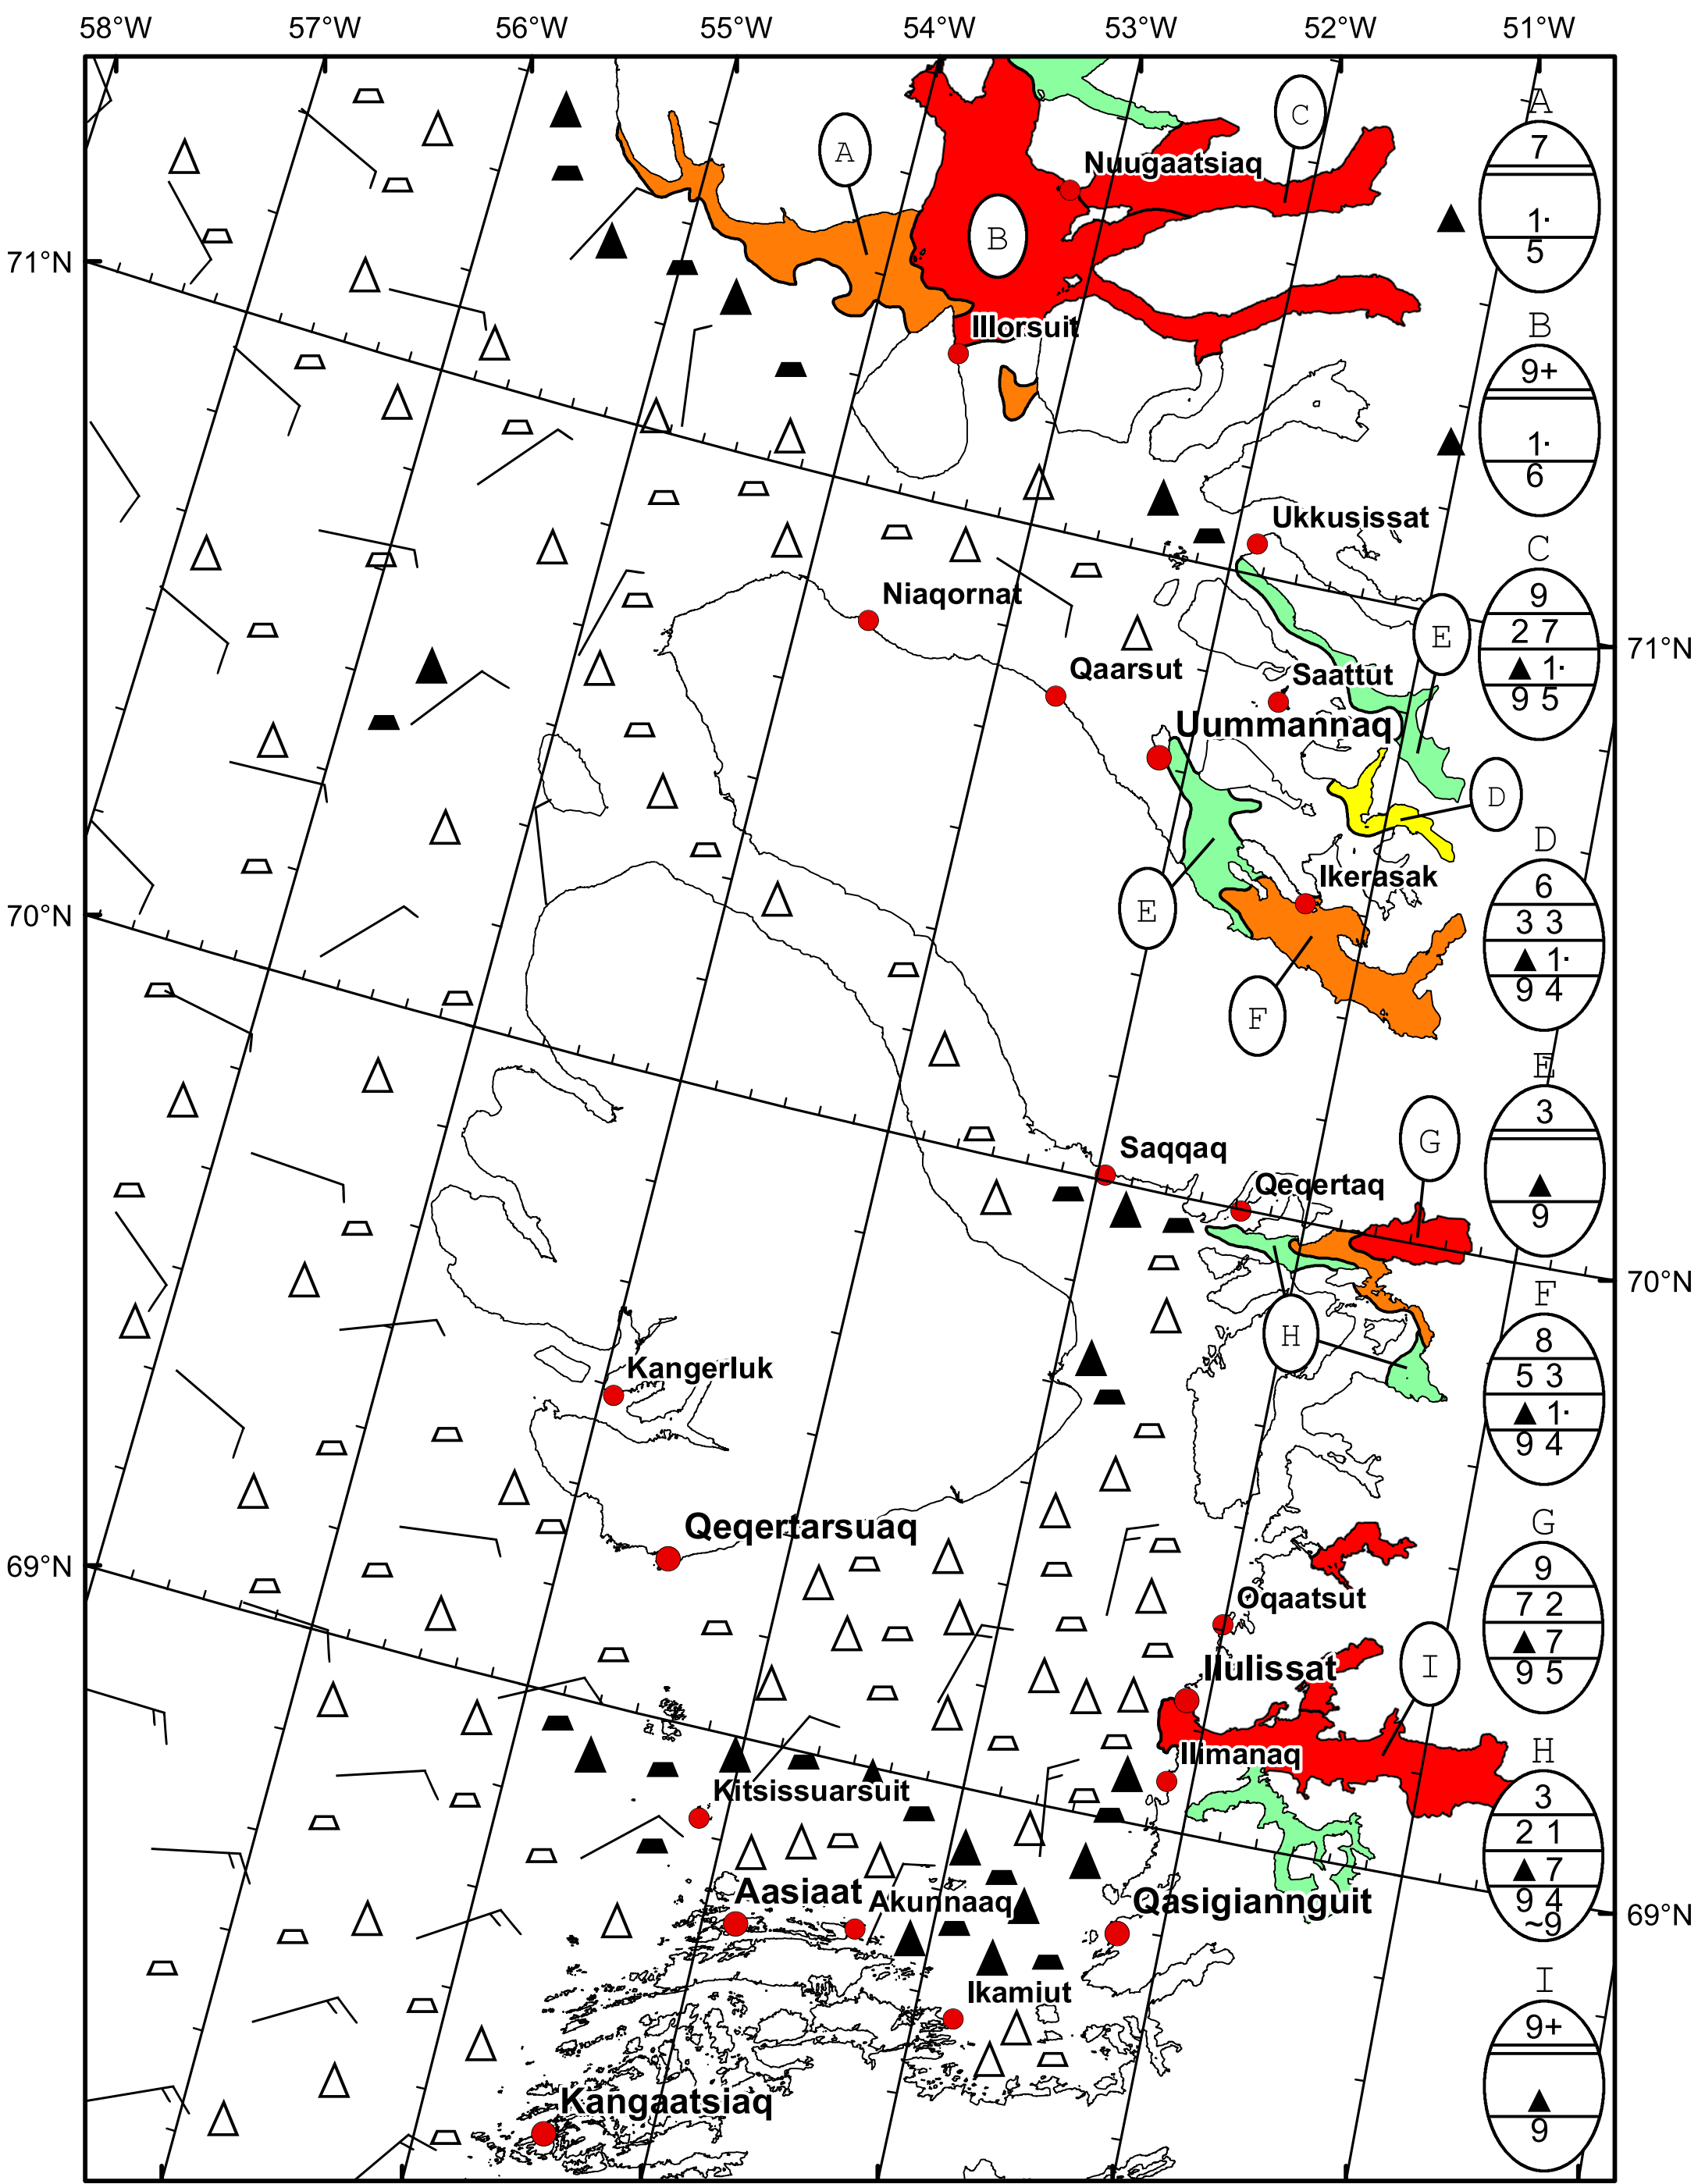 58°W 57°W 56°W 55°W 54°W 53°W 52°W 51°W
A
7
1·
5
C
A
Nuugaatsiaq
B
71°N
Illorsuit
B
9+
1·
6
Ukkusissat
C
9
2 7
▲ 1·
9 5
Niaqornat
E
71°N
Qaarsut
Saattut
Uummannaq)
D
D
6
3 3
▲ 1·
9 4
Ikerasak
E
70°N
F
E
3
▲
9
G
Saqqaq
Qeqertaq
70°N
H
F
8
5 3
▲ 1·
9 4
Kangerluk
Qeqertarsuaq
69°N
G
9
7 2
▲ 7
9 5
Oqaatsut
Ilulissat
I
Ilimanaq
H
3
2 1
▲ 7
9 4
~9
Kitsissuarsuit
Aasiaat
Akunnaaq
Qasigiannguit
69°N
Ikamiut
I
9+
▲
9
Kangaatsiaq